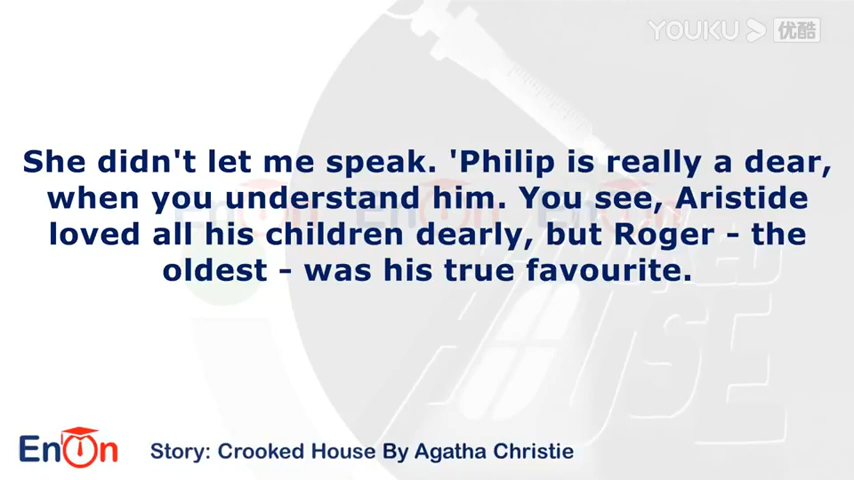 YOUKU 优酷
She didn't let me speak. 'Philip is really a dear,
when you understand him. You see, Aristide
loved all his children dearly, but Roger - the
oldest - was his true favourite.
HOUSE
EnOn
Story: Crooked House By Agatha Christie